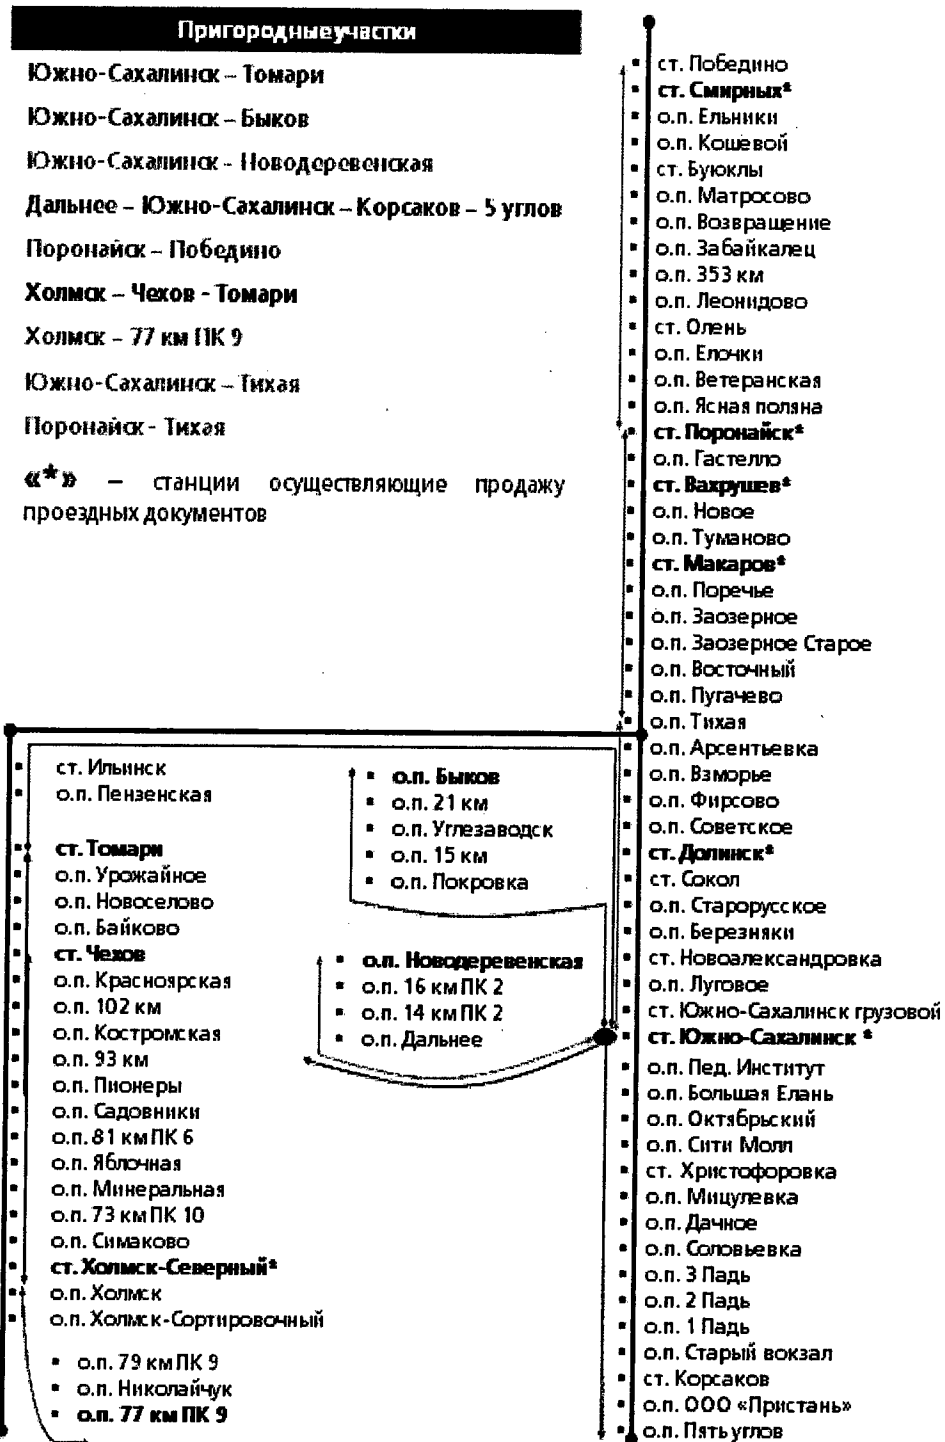 Пригородные участки
Южно-Сахалинск – Томари
Южно-Сахалинск – Быков
Южно-Сахалинск - Новодеревенская
Дальнее – Южно-Сахалинск – Корсаков – 5 углов
Поронайск – Победино
Холмск – Чехов - Томари
Холмск – 77 км ПК 9
Южно-Сахалинск – Тихая
Поронайск - Тихая
«*» – станции осуществляющие продажу
проездных документов
ст. Победино
ст. Смирных*
о.п. Ельники
о.п. Кошевой
ст. Буюклы
о.п. Матросово
о.п. Возвращение
о.п. Забайкалец
о.п. 353 км
о.п. Леонидово
ст. Олень
о.п. Елочки
о.п. Ветеранская
о.п. Ясная поляна
ст. Поронайск*
о.п. Гастелло
ст. Вахрушев*
о.п. Новое
о.п. Туманово
ст. Макаров*
о.п. Поречье
о.п. Заозерное
о.п. Заозерное Старое
о.п. Восточный
о.п. Пугачево
о.п. Тихая
о.п. Арсентьевка
о.п. Взморье
о.п. Фирсово
о.п. Советское
ст. Долинск*
ст. Сокол
о.п. Старорусское
о.п. Березняки
ст. Новоалександровка
о.п. Луговое
ст. Южно-Сахалинск грузовой
ст. Южно-Сахалинск *
о.п. Пед. Институт
о.п. Большая Елань
о.п. Октябрьский
о.п. Сити Молл
ст. Христофоровка
о.п. Мицулевка
о.п. Дачное
о.п. Соловьевка
о.п. 3 Падь
о.п. 2 Падь
о.п. 1 Падь
о.п. Старый вокзал
ст. Корсаков
о.п. ООО «Пристань»
о.п. Пять углов
ст. Ильинск
о.п. Пензенская
ст. Томари
о.п. Урожайное
о.п. Новоселово
о.п. Байково
ст. Чехов
о.п. Красноярская
о.п. 102 км
о.п. Костромская
о.п. 93 км
о.п. Пионеры
о.п. Садовники
о.п. 81 км ПК 6
о.п. Яблочная
о.п. Минеральная
о.п. 73 км ПК 10
о.п. Симаково
ст. Холмск-Северный*
о.п. Холмск
о.п. Холмск-Сортировочный
о.п. 79 км ПК 9
о.п. Николайчук
о.п. 77 км ПК 9
о.п. Быков
о.п. 21 км
о.п. Углезаводск
о.п. 15 км
о.п. Покровка
о.п. Новодеревенская
о.п. 16 км ПК 2
о.п. 14 км ПК 2
о.п. Дальнее